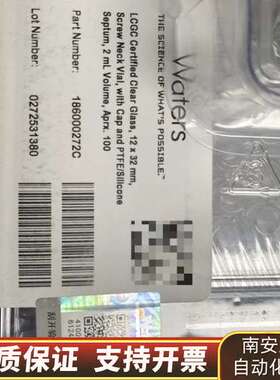 Waters
THE SCIENCE OF WHAT'S POSSIBLE.™
LCGC Certified Clear Glass, 12 x 32 mm,
Screw Neck Vial, with Cap and PTFE/Silicone
Septum, 2 mL Volume, Aprx. 100
Part Number: 186000272C
Lot Number: 0272531380
质保证 支持开票
南安
自动化